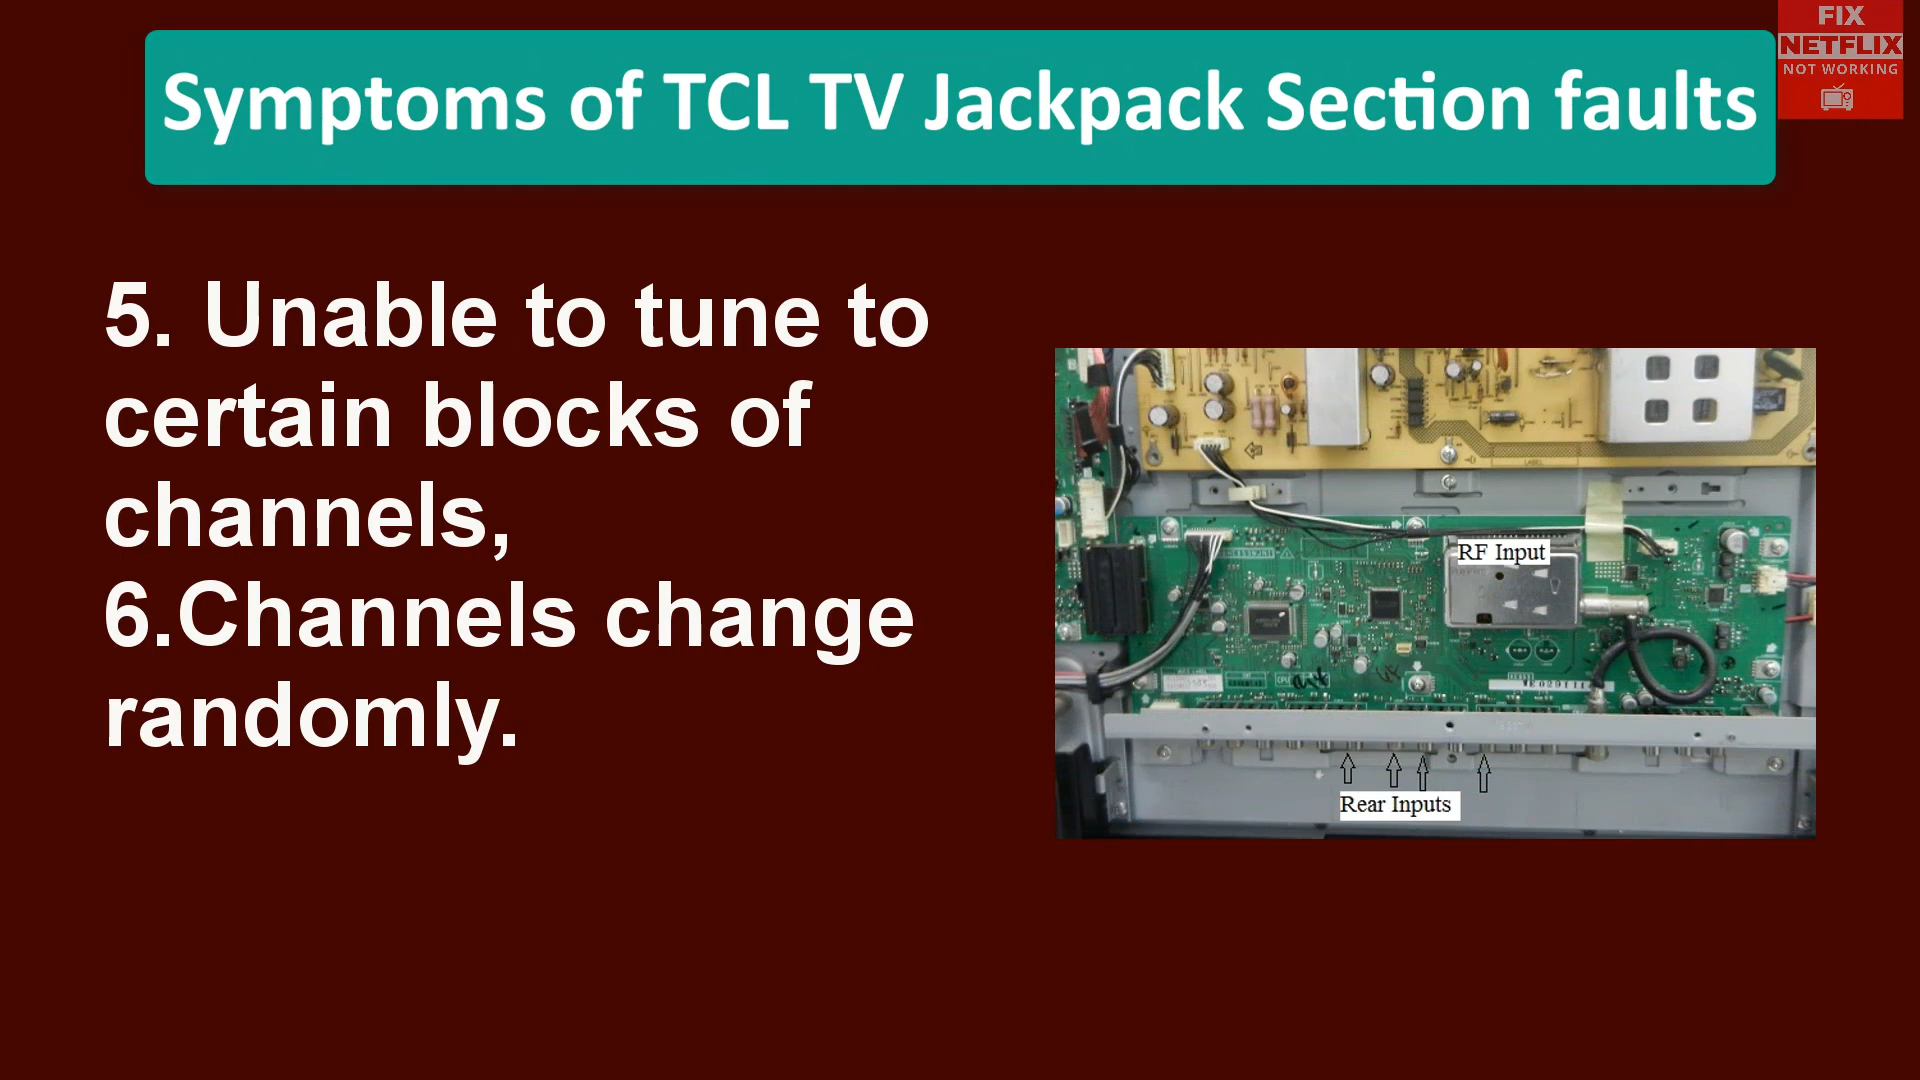 Symptoms of TCL TV Jackpack Section faults
FIX
NETFLIX
NOT WORKING
5. Unable to tune to
certain blocks of
channels,
6.Channels change
randomly.
RF Input
Rear Inputs